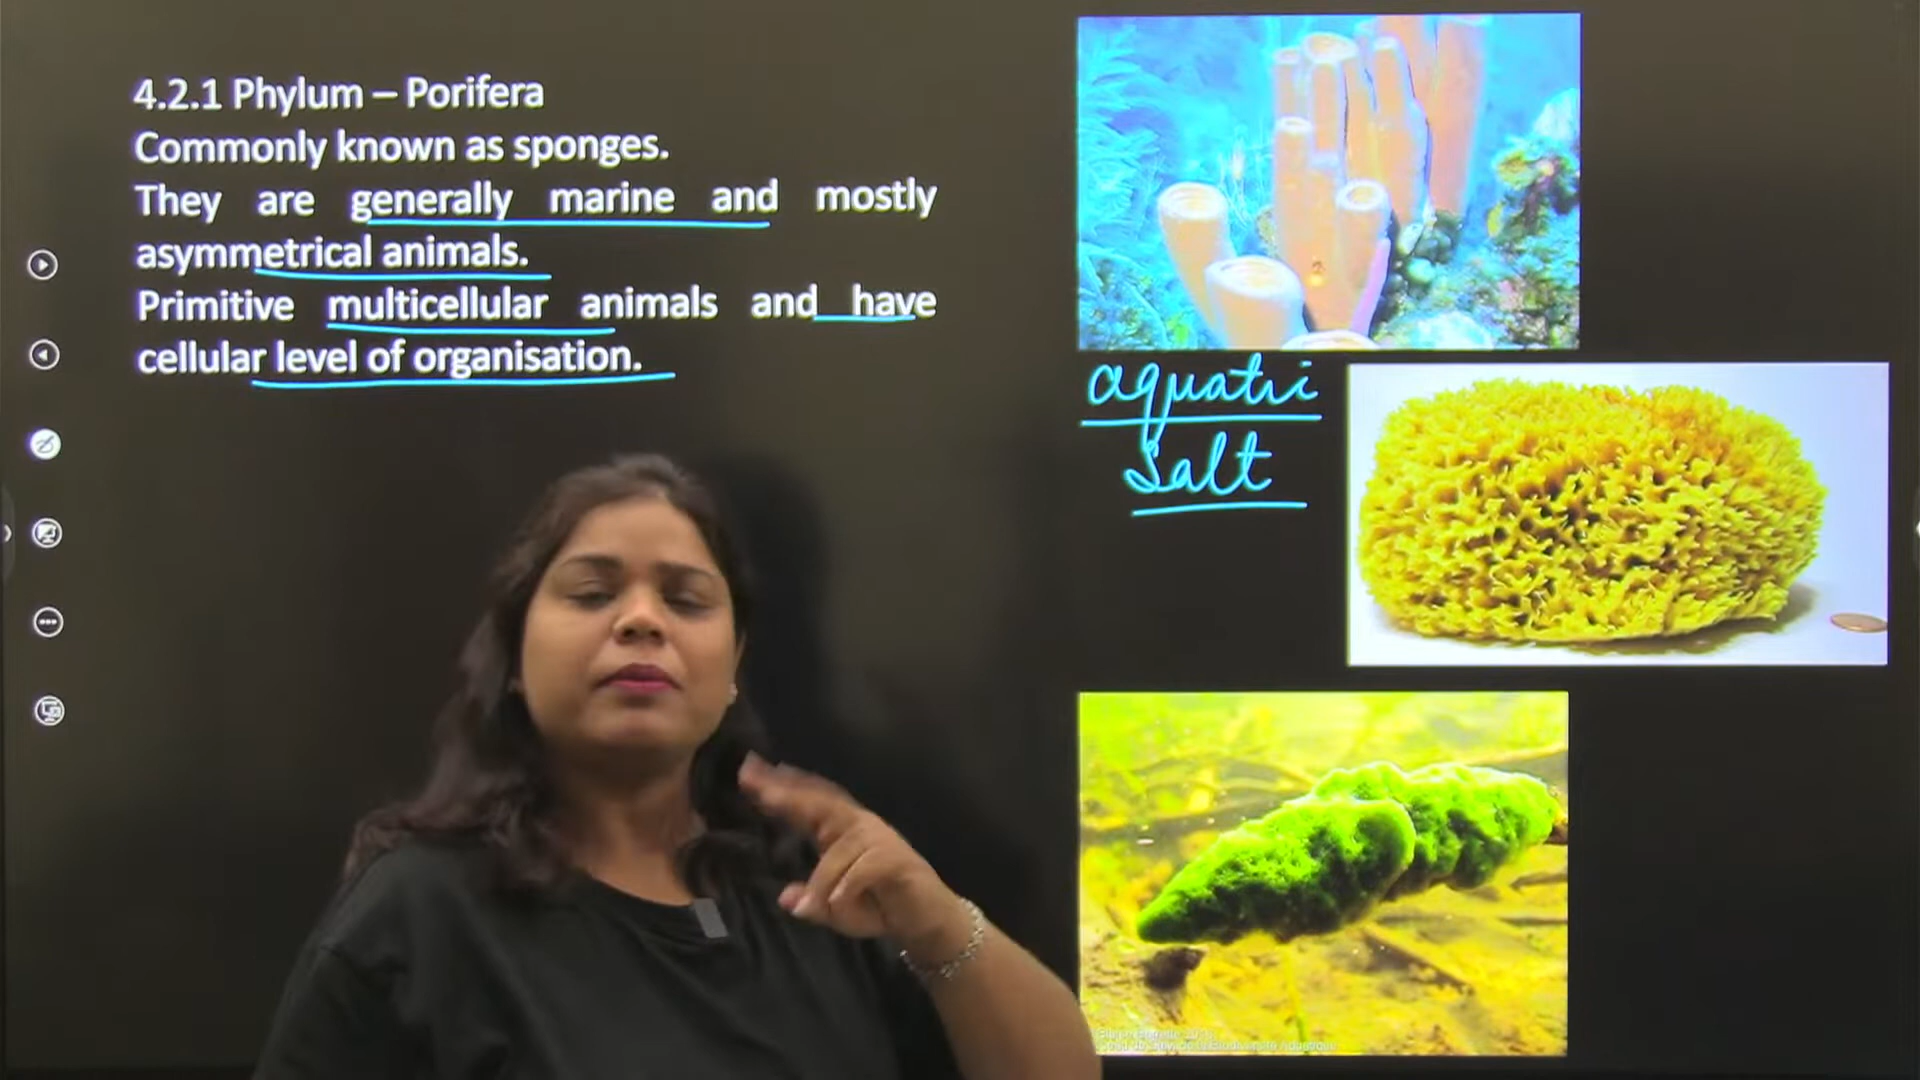 4.2.1 Phylum – Porifera
Commonly known as sponges.
They are generally marine and mostly
asymmetrical animals.
Primitive multicellular animals and have
cellular level of organisation.
aquatic
Salt